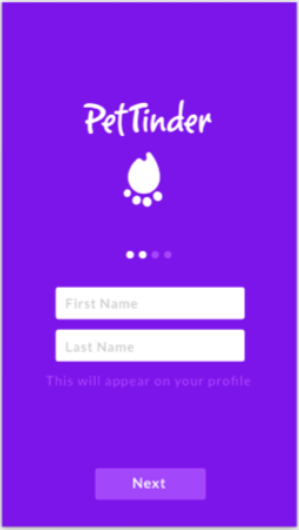 PetTinder
First Name
Last Name
This will appear on your profile
Next